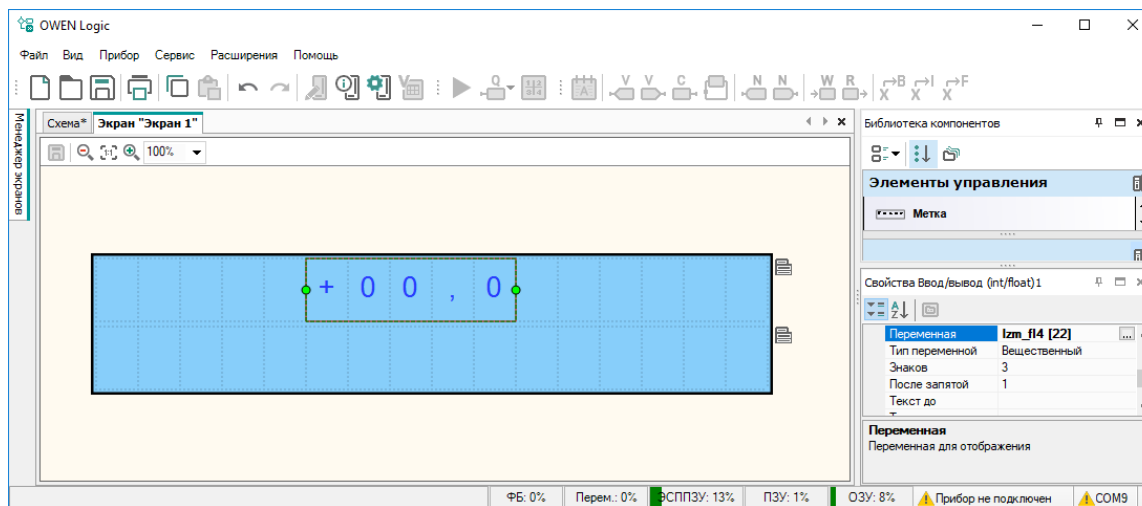 OWEN Logic
Файл Вид Прибор Сервис Расширения Помощь
Схема* Экран "Экран 1"
Менеджер экранов
100%
+ 0 0 , 0
Библиотека компонентов
Элементы управления
Метка
Свойства Ввод/вывод (int/float)1
Переменная Izm_fl4 [22] ...
Тип переменной Вещественный
Знаков 3
После запятой 1
Текст до
Переменная
Переменная для отображения
ФБ: 0% Перем.: 0% ЭСППЗУ: 13% ПЗУ: 1% ОЗУ: 8% Прибор не подключен COM9